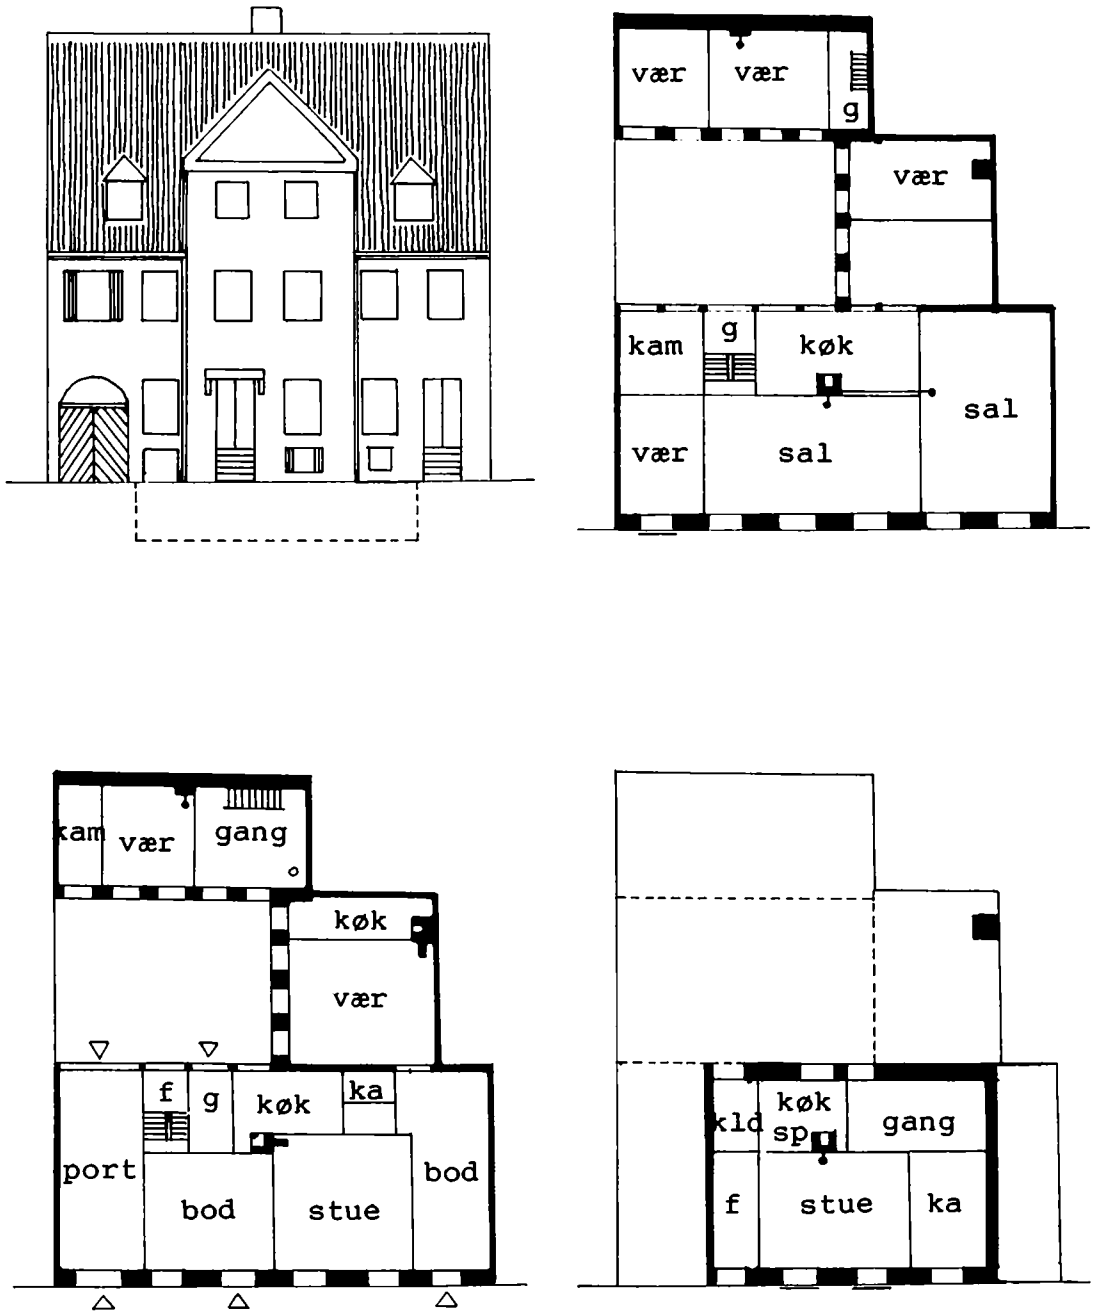 vær vær
g
vær
kam g køk
vær sal sal
kam vær gang
køk
vær
f g køk ka
port bod stue bod
kld køk gang
sp
f stue ka